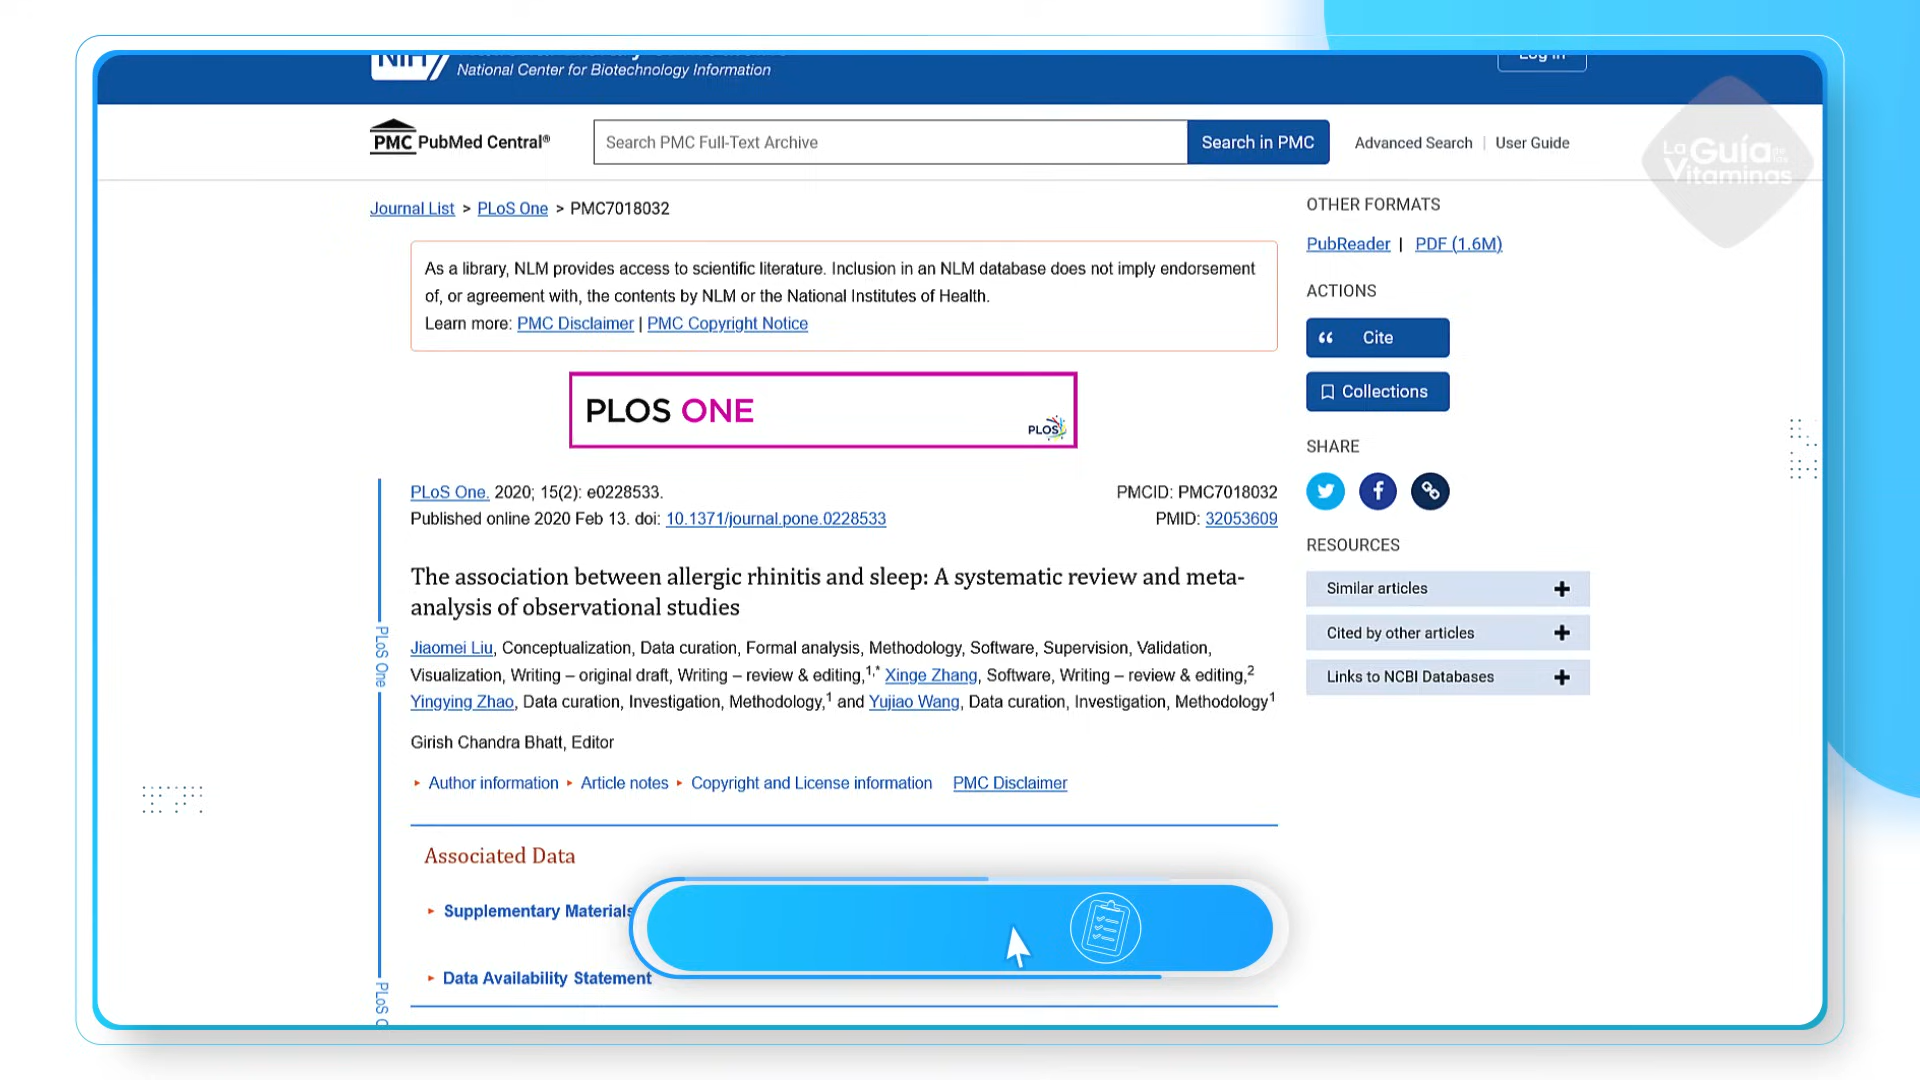 NIH
National Center for Biotechnology Information
Log in
La Guía de las Vitaminas
PMC PubMed Central®
Search PMC Full-Text Archive
Search in PMC
Advanced Search | User Guide
Journal List > PLoS One > PMC7018032
As a library, NLM provides access to scientific literature. Inclusion in an NLM database does not imply endorsement
of, or agreement with, the contents by NLM or the National Institutes of Health.
Learn more: PMC Disclaimer | PMC Copyright Notice
PLOS ONE
PLOS
PLoS One. 2020; 15(2): e0228533.
Published online 2020 Feb 13. doi: 10.1371/journal.pone.0228533
PMCID: PMC7018032
PMID: 32053609
The association between allergic rhinitis and sleep: A systematic review and meta-
analysis of observational studies
Jiaomei Liu, Conceptualization, Data curation, Formal analysis, Methodology, Software, Supervision, Validation,
Visualization, Writing – original draft, Writing – review & editing,1,* Xinge Zhang, Software, Writing – review & editing,2
Yingying Zhao, Data curation, Investigation, Methodology,1 and Yujiao Wang, Data curation, Investigation, Methodology1
Girish Chandra Bhatt, Editor
Author information
Article notes
Copyright and License information
PMC Disclaimer
Associated Data
Supplementary Materials
Data Availability Statement
PLoS One
PLoS O
OTHER FORMATS
PubReader | PDF (1.6M)
ACTIONS
Cite
Collections
SHARE
RESOURCES
Similar articles
Cited by other articles
Links to NCBI Databases